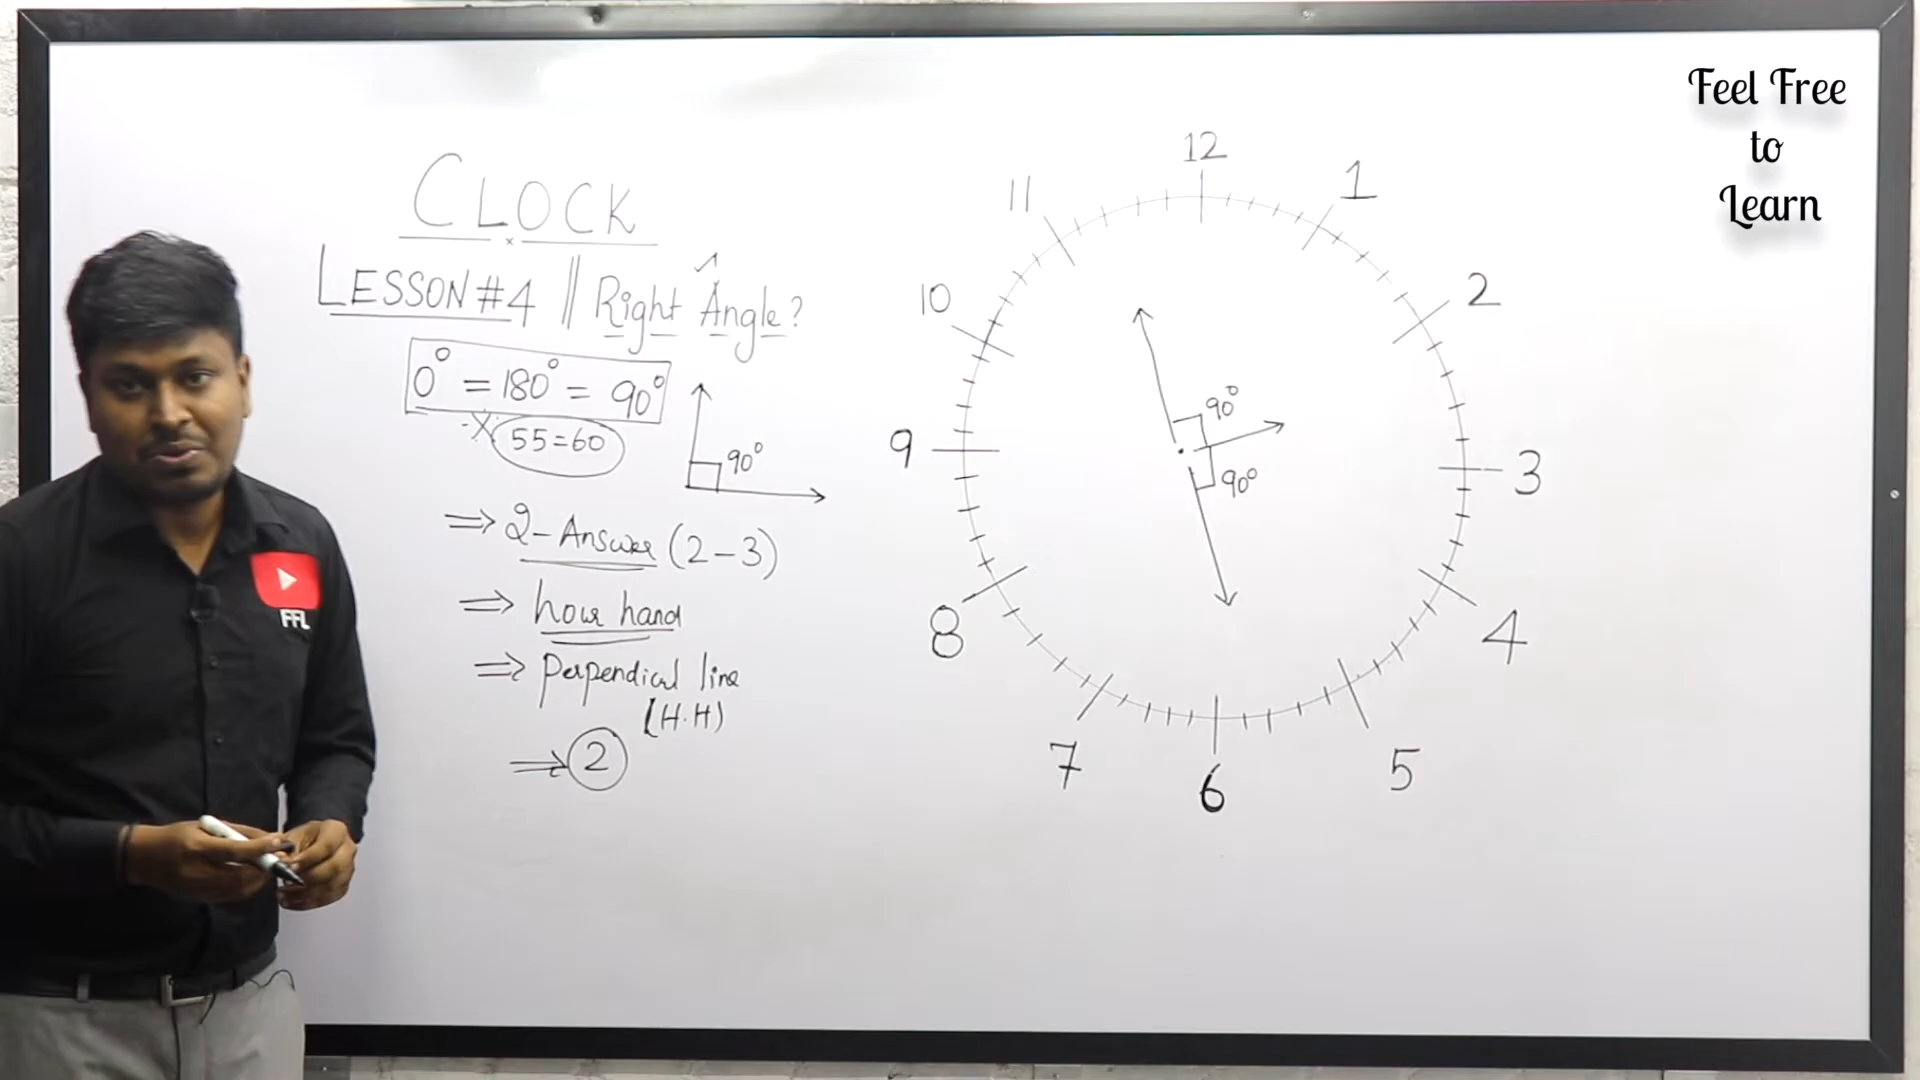 Feel Free
to
Learn
CLOCK
LESSON #4 || Right Angle?
0° = 180° = 90°
55=60
90°
⇒ 2-Answer (2-3)
⇒ hour hand
⇒ Perpendicul line
(H.H)
⇒ 2
12
1
2
3
4
5
6
7
8
9
10
11
90°
90°
FFL